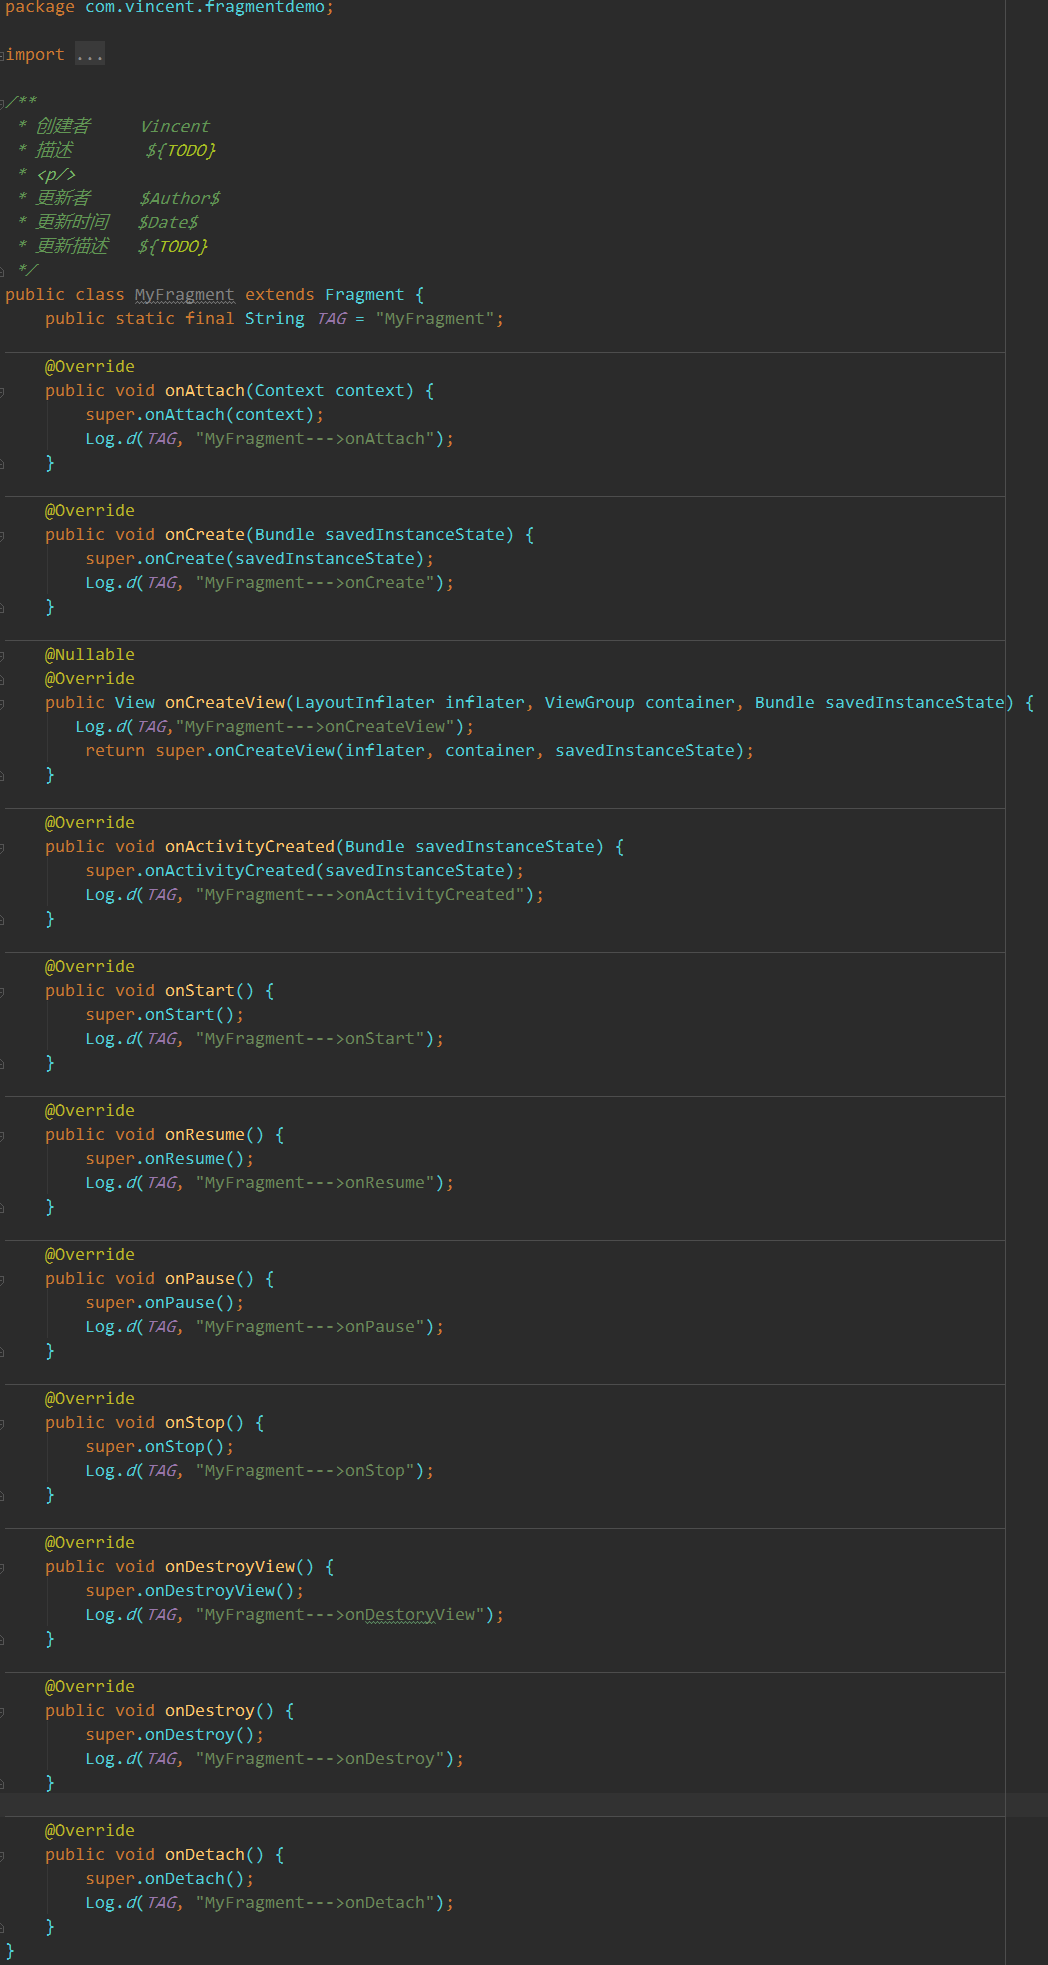 package com.vincent.fragmentdemo;
import ...
/**
* 创建者 Vincent
* 描述 ${TODO}
* <p/>
* 更新者 $Author$
* 更新时间 $Date$
* 更新描述 ${TODO}
*/
public class MyFragment extends Fragment {
public static final String TAG = "MyFragment";
@Override
public void onAttach(Context context) {
super.onAttach(context);
Log.d(TAG, "MyFragment--->onAttach");
}
@Override
public void onCreate(Bundle savedInstanceState) {
super.onCreate(savedInstanceState);
Log.d(TAG, "MyFragment--->onCreate");
}
@Nullable
@Override
public View onCreateView(LayoutInflater inflater, ViewGroup container, Bundle savedInstanceState) {
Log.d(TAG,"MyFragment--->onCreateView");
return super.onCreateView(inflater, container, savedInstanceState);
}
@Override
public void onActivityCreated(Bundle savedInstanceState) {
super.onActivityCreated(savedInstanceState);
Log.d(TAG, "MyFragment--->onActivityCreated");
}
@Override
public void onStart() {
super.onStart();
Log.d(TAG, "MyFragment--->onStart");
}
@Override
public void onResume() {
super.onResume();
Log.d(TAG, "MyFragment--->onResume");
}
@Override
public void onPause() {
super.onPause();
Log.d(TAG, "MyFragment--->onPause");
}
@Override
public void onStop() {
super.onStop();
Log.d(TAG, "MyFragment--->onStop");
}
@Override
public void onDestroyView() {
super.onDestroyView();
Log.d(TAG, "MyFragment--->onDestoryView");
}
@Override
public void onDestroy() {
super.onDestroy();
Log.d(TAG, "MyFragment--->onDestroy");
}
@Override
public void onDetach() {
super.onDetach();
Log.d(TAG, "MyFragment--->onDetach");
}
}